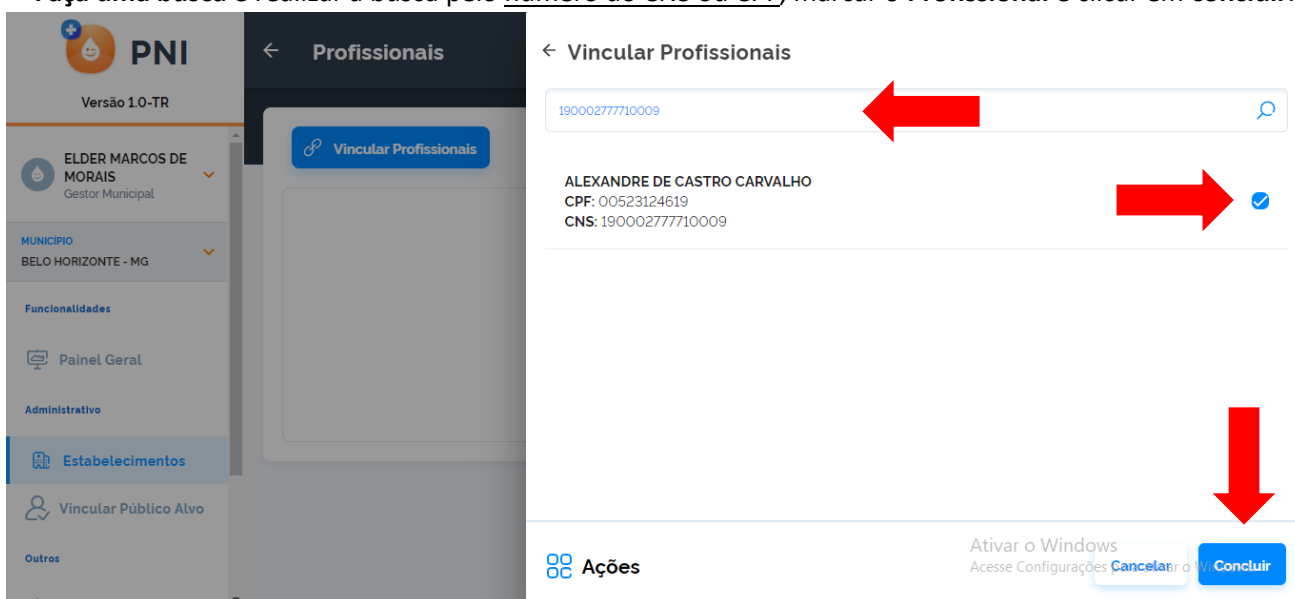 PNI
Versão 1.0-TR
ELDER MARCOS DE
MORAIS
Gestor Municipal
MUNICÍPIO
BELO HORIZONTE - MG
Funcionalidades
Painel Geral
Administrativo
Estabelecimentos
Vincular Público Alvo
Outros
Profissionais
Vincular Profissionais
Vincular Profissionais
190002777710009
ALEXANDRE DE CASTRO CARVALHO
CPF: 00523124619
CNS: 190002777710009
Ações
Ativar o Windows
Acesse Configurações
Cancelar
Concluir